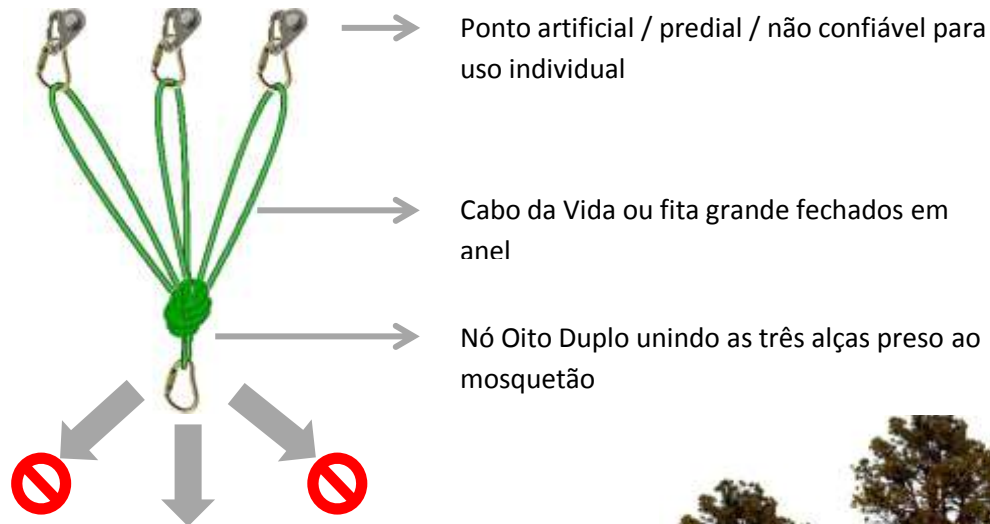 Ponto artificial / predial / não confiável para
uso individual
Cabo da Vida ou fita grande fechados em
anel
Nó Oito Duplo unindo as três alças preso ao
mosquetão